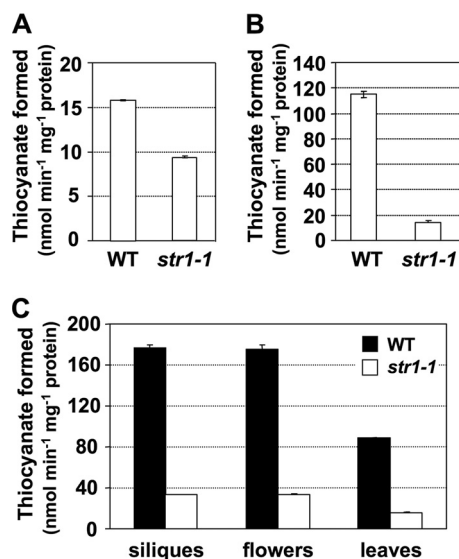 A
Thiocyanate formed
(nmol min⁻¹ mg⁻¹ protein)
20
15
10
5
0
WT str1-1
B
Thiocyanate formed
(nmol min⁻¹ mg⁻¹ protein)
140
120
100
80
60
40
20
0
WT str1-1
C
Thiocyanate formed
(nmol min⁻¹ mg⁻¹ protein)
200
160
120
80
40
0
WT
str1-1
siliques flowers leaves